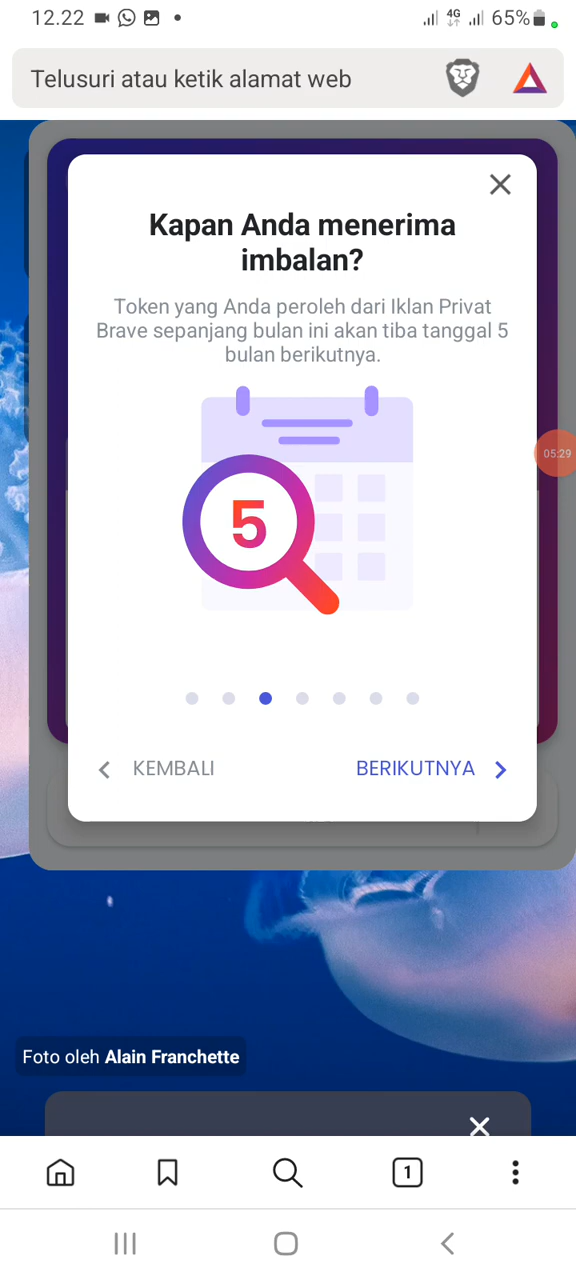 12.22
4G
65%
Telusuri atau ketik alamat web
Kapan Anda menerima
imbalan?
Token yang Anda peroleh dari Iklan Privat
Brave sepanjang bulan ini akan tiba tanggal 5
bulan berikutnya.
05:29
5
KEMBALI
BERIKUTNYA
Foto oleh Alain Franchette
1